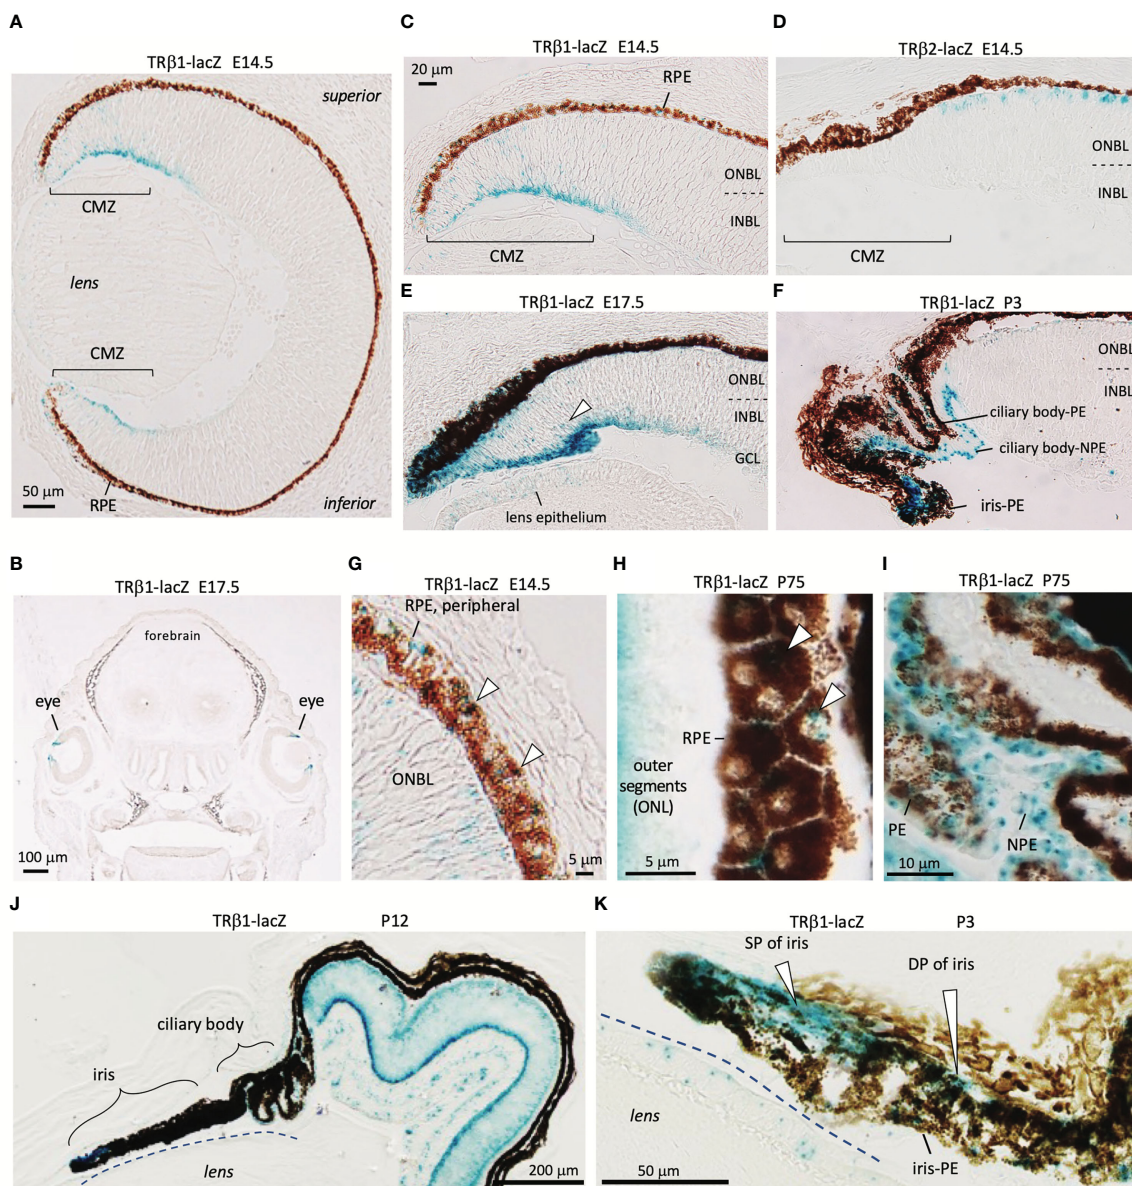 A
TRβ1-lacZ E14.5
superior
CMZ
lens
CMZ
50 μm
RPE
inferior
C
TRβ1-lacZ E14.5
20 μm
RPE
ONBL
INBL
CMZ
D
TRβ2-lacZ E14.5
ONBL
INBL
CMZ
E
TRβ1-lacZ E17.5
ONBL
INBL
GCL
lens epithelium
F
TRβ1-lacZ P3
ONBL
INBL
ciliary body-PE
ciliary body-NPE
iris-PE
B
TRβ1-lacZ E17.5
forebrain
eye
eye
100 μm
G
TRβ1-lacZ E14.5
RPE, peripheral
ONBL
5 μm
H
TRβ1-lacZ P75
RPE
outer
segments
(ONL)
5 μm
I
TRβ1-lacZ P75
PE
NPE
10 μm
J
TRβ1-lacZ P12
ciliary body
iris
lens
200 μm
K
TRβ1-lacZ P3
SP of iris
DP of iris
lens
iris-PE
50 μm